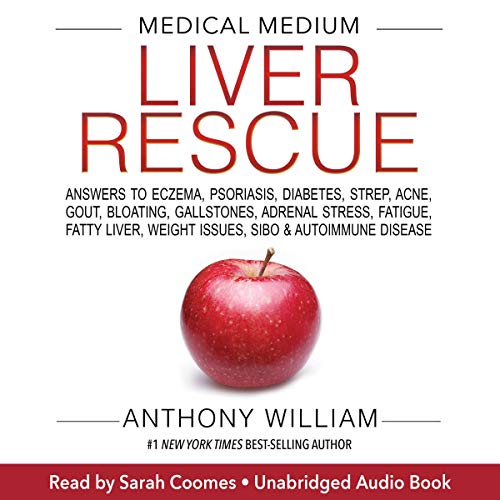 MEDICAL MEDIUM
LIVER
RESCUE
ANSWERS TO ECZEMA, PSORIASIS, DIABETES, STREP, ACNE,
GOUT, BLOATING, GALLSTONES, ADRENAL STRESS, FATIGUE,
FATTY LIVER, WEIGHT ISSUES, SIBO & AUTOIMMUNE DISEASE
ANTHONY WILLIAM
#1 NEW YORK TIMES BEST-SELLING AUTHOR
Read by Sarah Coomes • Unabridged Audio Book